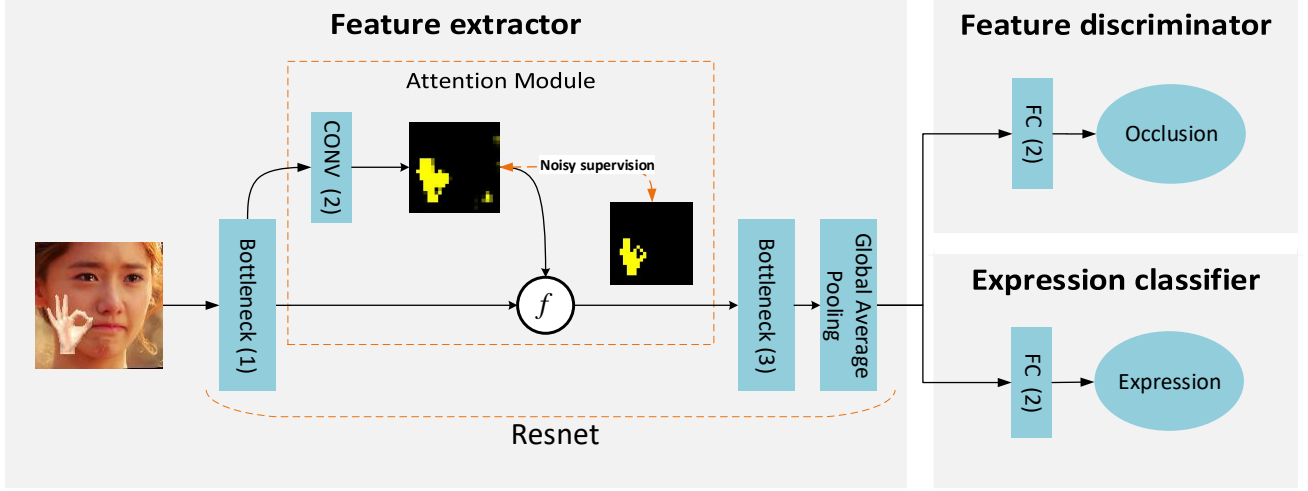 Feature extractor
Attention Module
CONV (2)
Noisy supervision
Bottleneck (1)
f
Bottleneck (3)
Global Average
Pooling
Resnet
Feature discriminator
FC (2)
Occlusion
Expression classifier
FC (2)
Expression